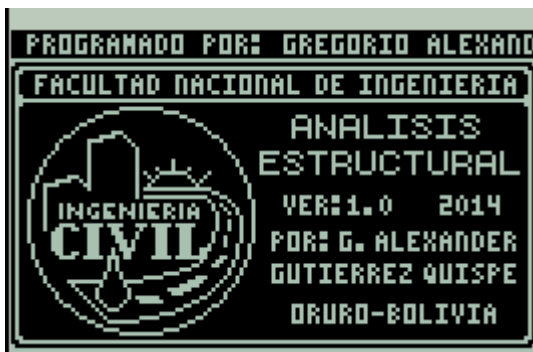 PROGRAMADO POR: GREGORIO ALEXAND
FACULTAD NACIONAL DE INGENIERIA
ANALISIS
ESTRUCTURAL
INGENIERIA
CIVIL
VER:1.0 2014
POR: G. ALEXANDER
GUTIERREZ QUISPE
ORURO-BOLIVIA